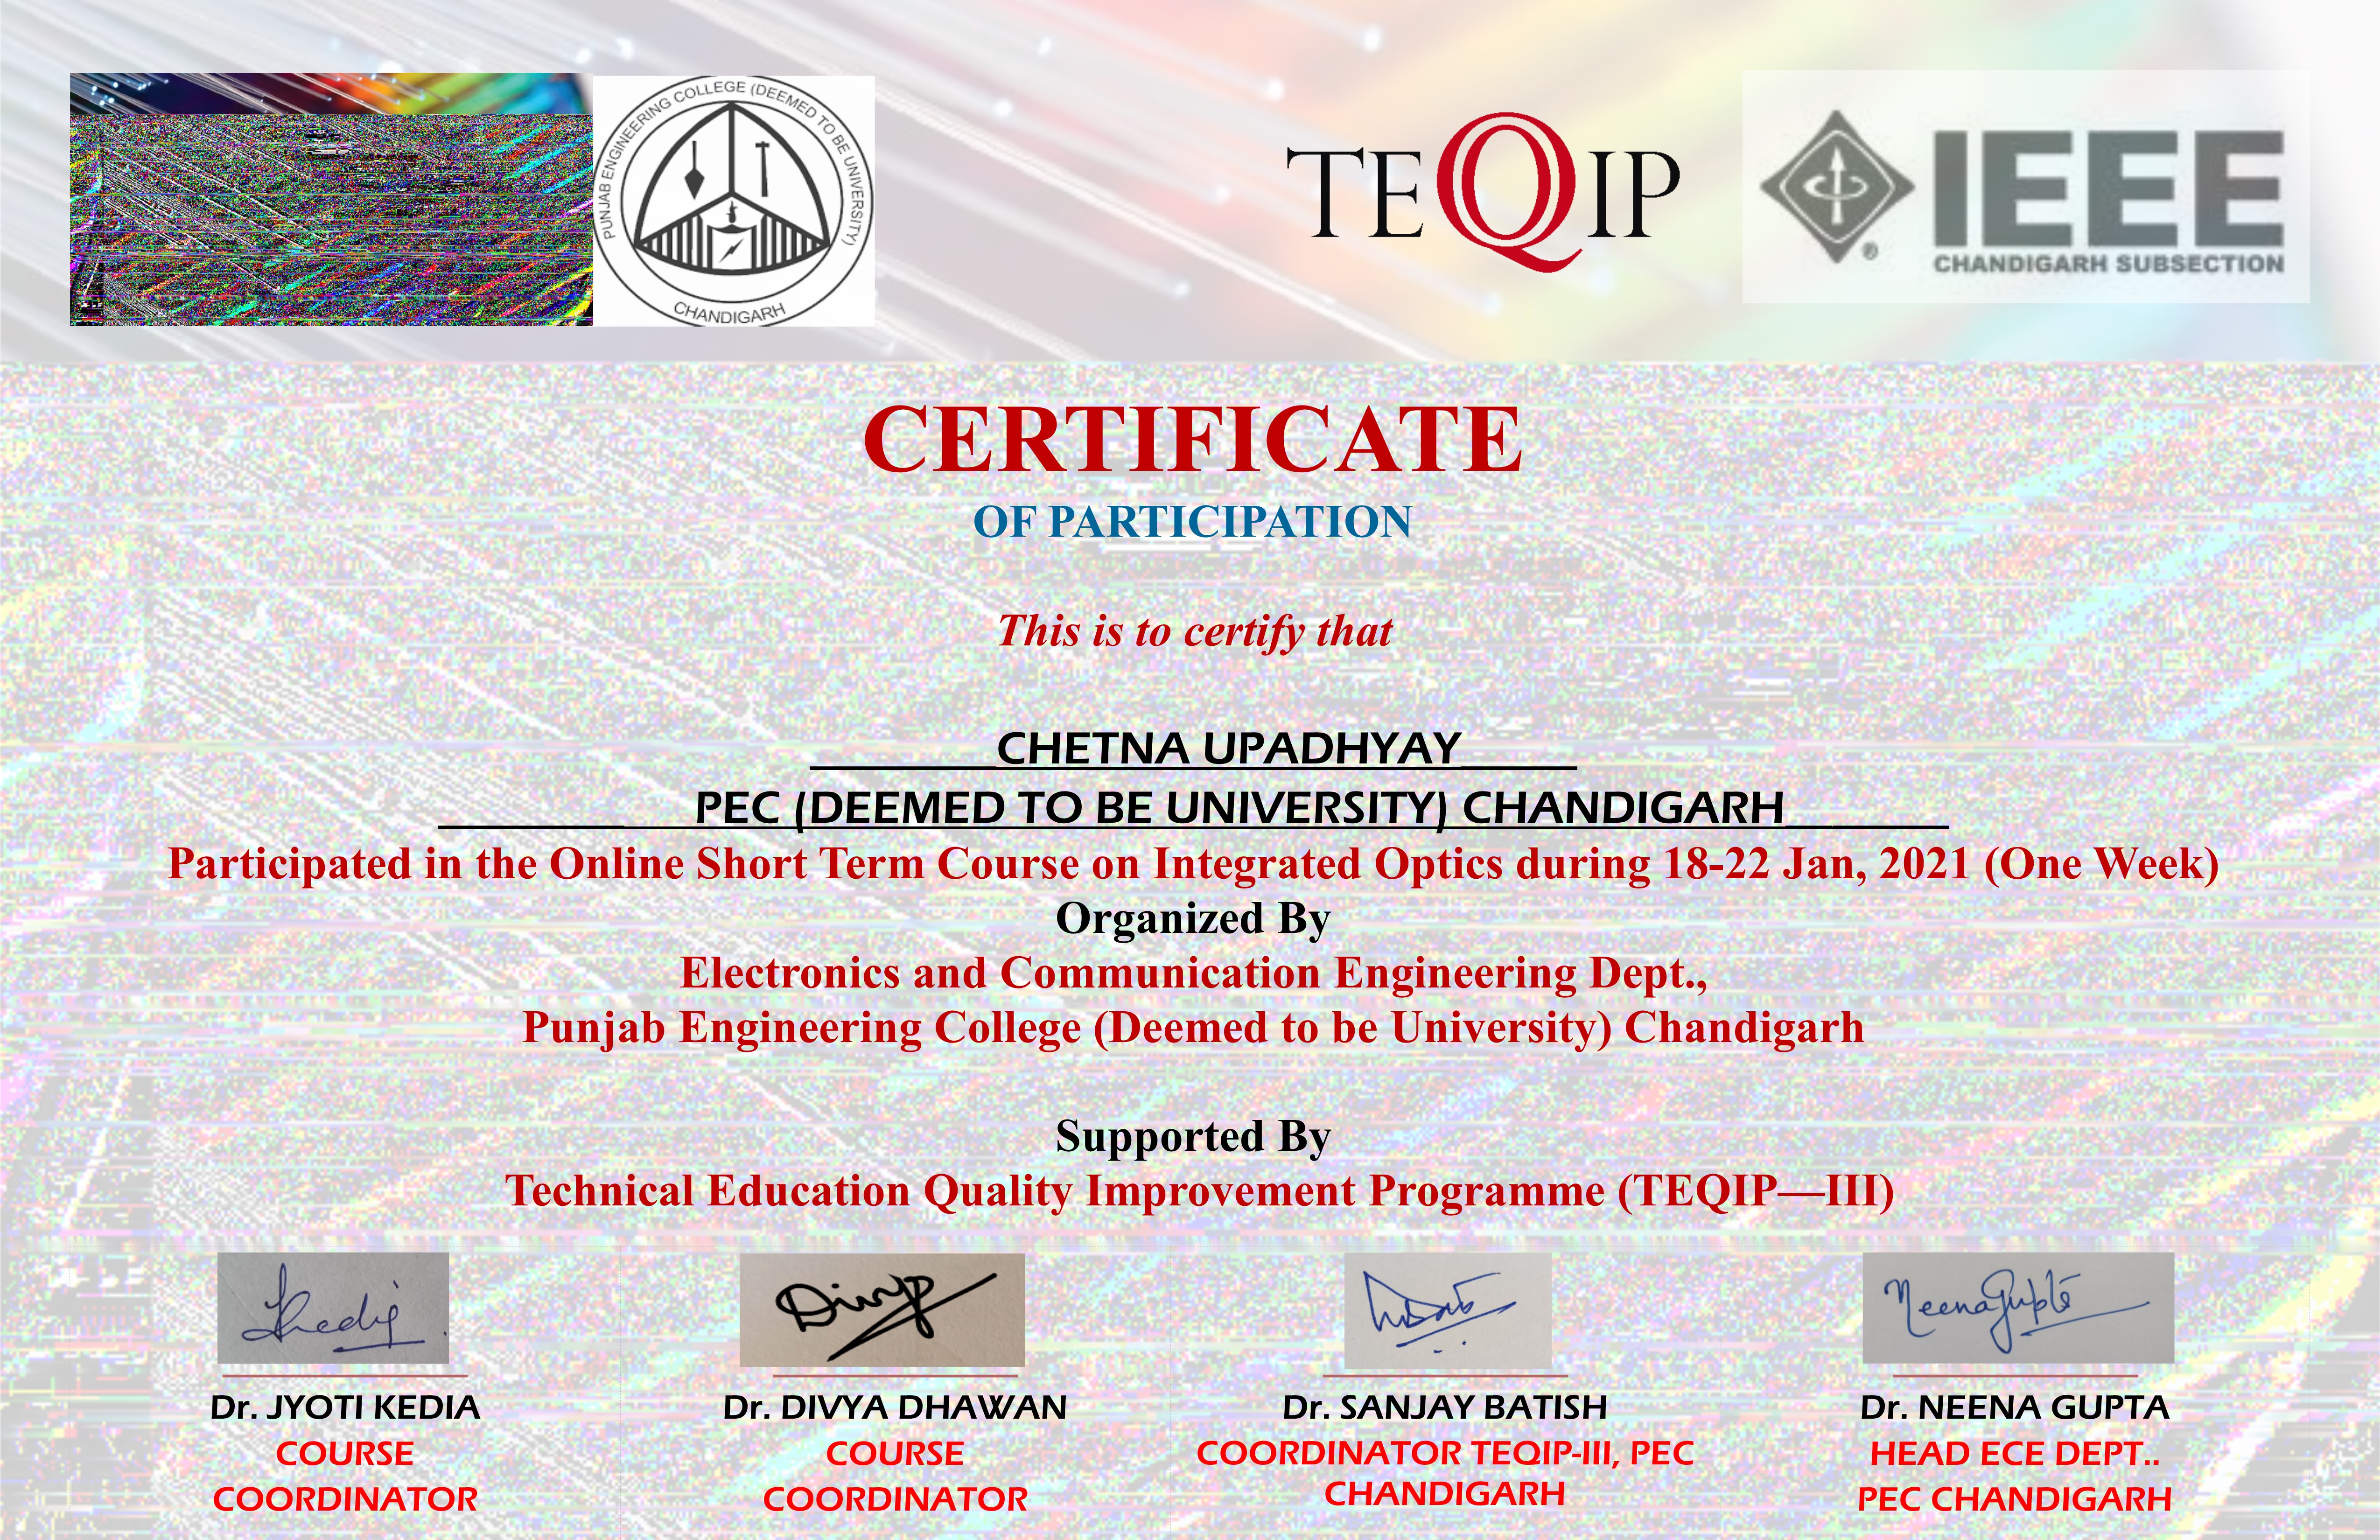 PUNJAB ENGINEERING COLLEGE (DEEMED TO BE UNIVERSITY)
CHANDIGARH
TEQIP
IEEE
CHANDIGARH SUBSECTION
CERTIFICATE
OF PARTICIPATION
This is to certify that
CHETNA UPADHYAY
PEC (DEEMED TO BE UNIVERSITY) CHANDIGARH
Participated in the Online Short Term Course on Integrated Optics during 18-22 Jan, 2021 (One Week)
Organized By
Electronics and Communication Engineering Dept.,
Punjab Engineering College (Deemed to be University) Chandigarh
Supported By
Technical Education Quality Improvement Programme (TEQIP—III)
Neena Gupta
Dr. JYOTI KEDIA
COURSE
COORDINATOR
Dr. DIVYA DHAWAN
COURSE
COORDINATOR
Dr. SANJAY BATISH
COORDINATOR TEQIP-III, PEC
CHANDIGARH
Dr. NEENA GUPTA
HEAD ECE DEPT..
PEC CHANDIGARH